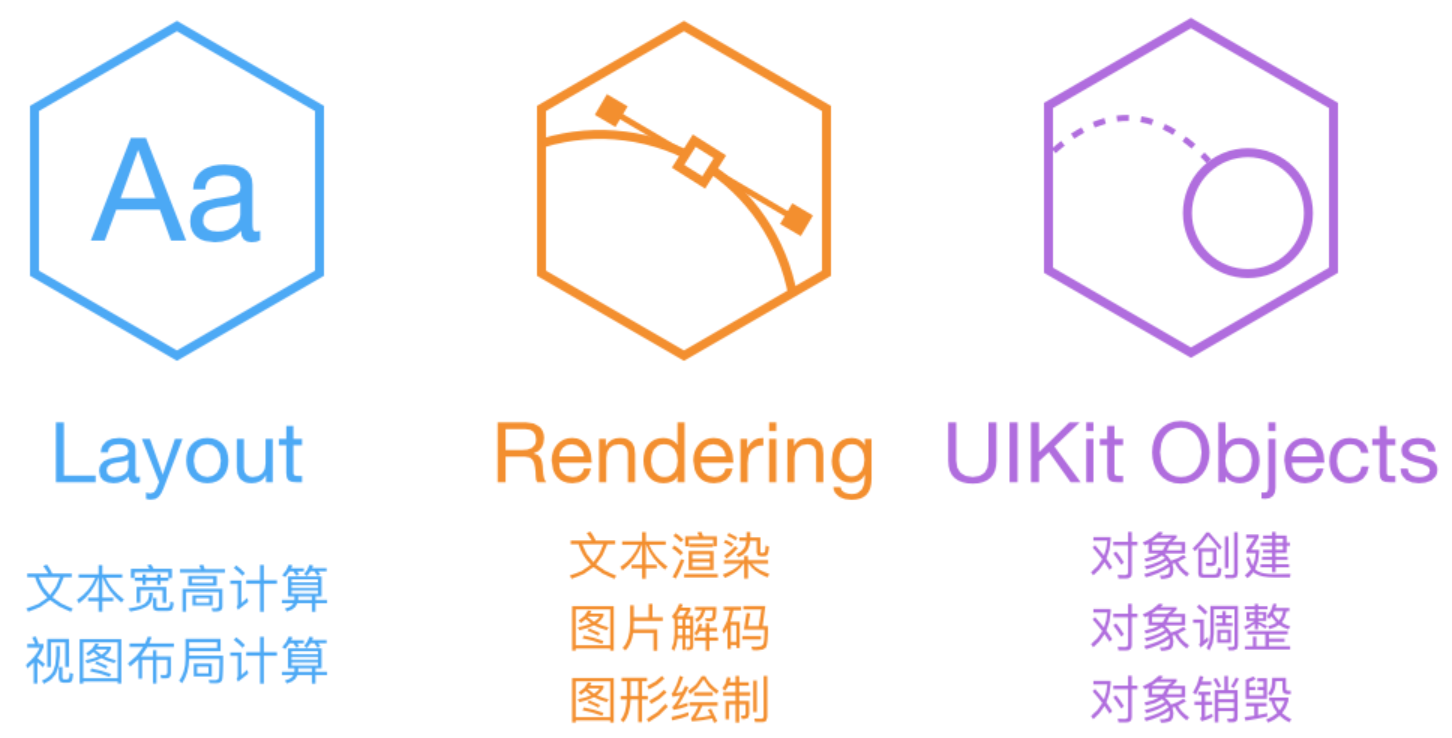 Aa
Layout
文本宽高计算
视图布局计算
Rendering
文本渲染
图片解码
图形绘制
UIKit Objects
对象创建
对象调整
对象销毁